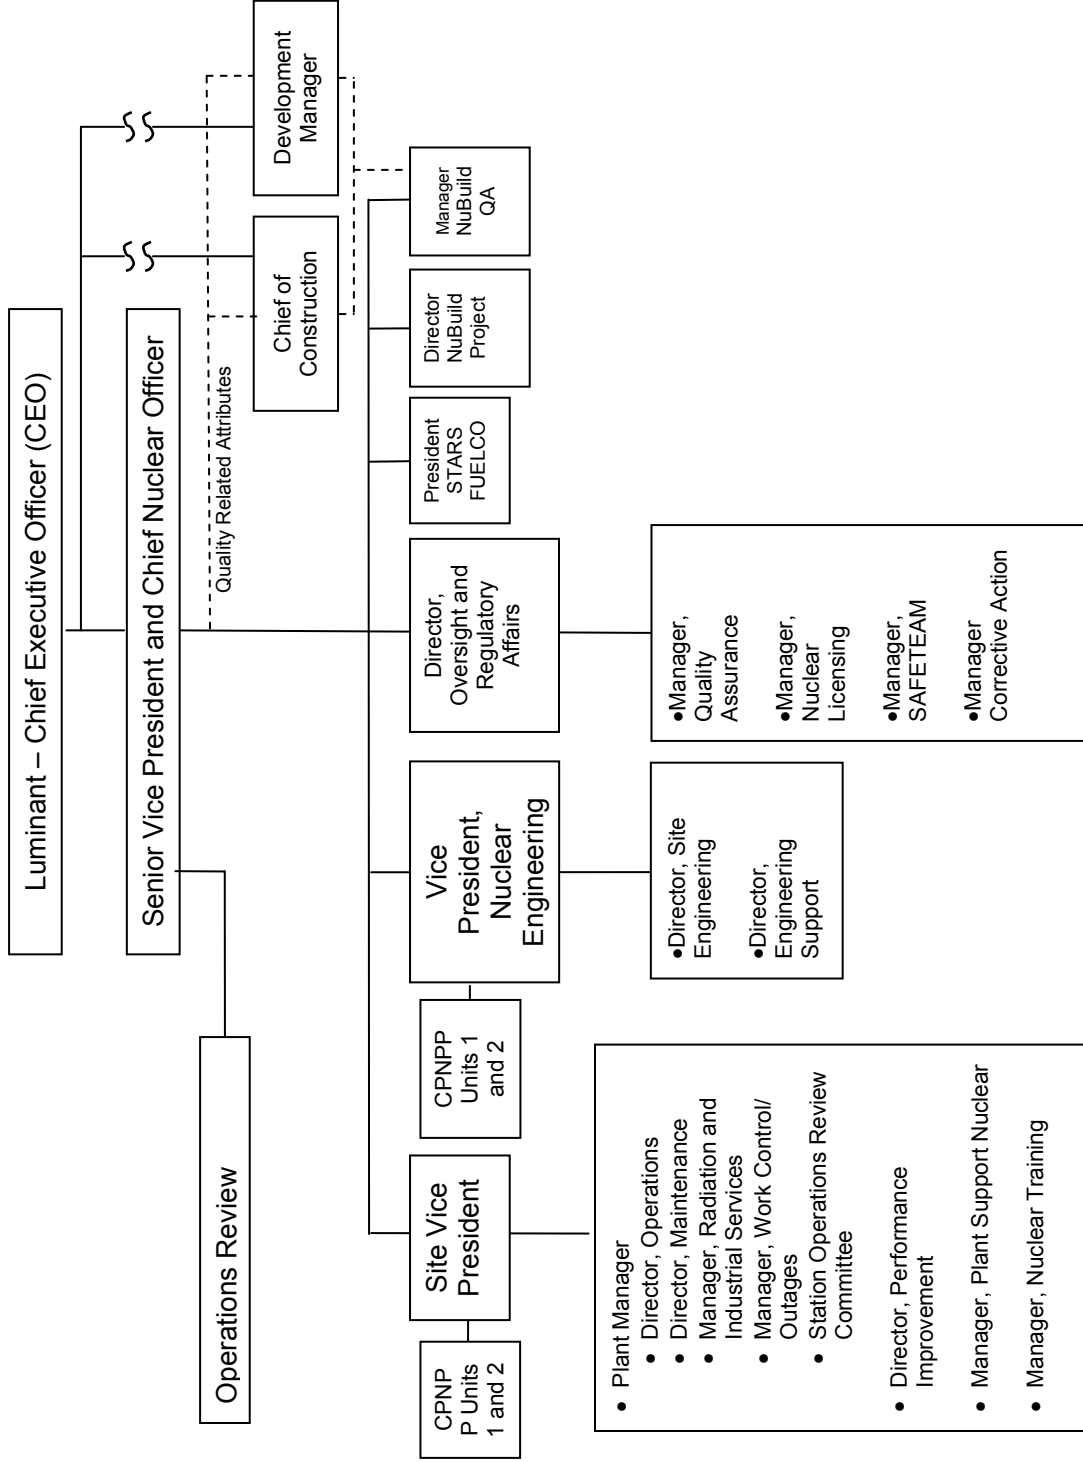 Luminant – Chief Executive Officer (CEO)
Senior Vice President and Chief Nuclear Officer
Operations Review
Quality Related Attributes
Chief of
Construction
Development
Manager
CPNP
P Units
1 and 2
Site Vice
President
CPNPP
Units 1
and 2
Vice
President,
Nuclear
Engineering
Director,
Oversight and
Regulatory
Affairs
President
STARS
FUELCO
Director
NuBuild
Project
Manager
NuBuild
QA
• Plant Manager
• Director, Operations
• Director, Maintenance
• Manager, Radiation and
Industrial Services
• Manager, Work Control/
Outages
• Station Operations Review
Committee
• Director, Performance
Improvement
• Manager, Plant Support Nuclear
• Manager, Nuclear Training
•Director, Site
Engineering
•Director,
Engineering
Support
•Manager,
Quality
Assurance
•Manager,
Nuclear
Licensing
•Manager,
SAFETEAM
•Manager
Corrective Action